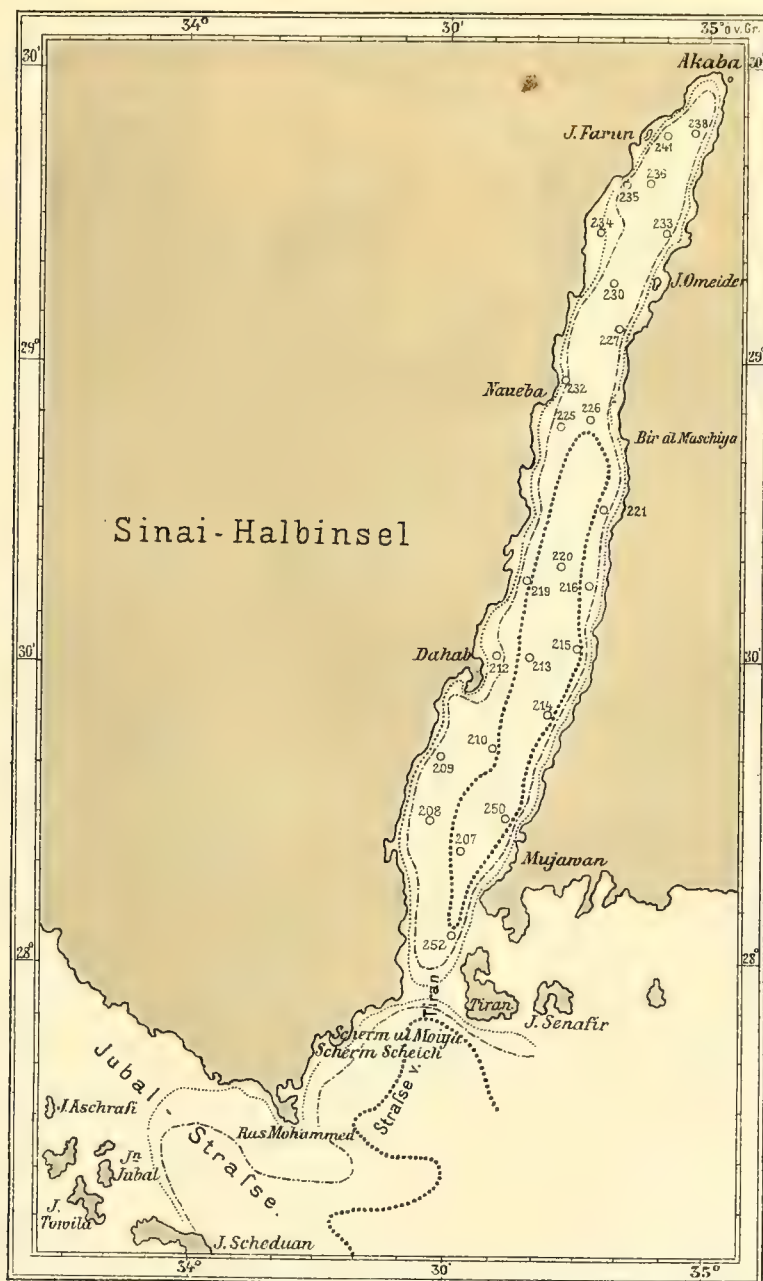 34°
30'
35° ö v. Gr.
30'
Akaba
30'
J. Farun
241
238
235
236
234
233
230
J. Omeider
227
29°
29°
232
Naueba
225
226
Bir al Maschiya
221
Sinai-Halbinsel
220
219
216
Dahab
30'
30'
212
213
215
214
210
209
208
250
207
Mujawan
28°
252
28°
Tiran
J. Senafir
Scherm ul Moije
Scherm Scheich
Straſse v. Tiran
Jubal-Straſse.
J. Aschrafi
Ras Mohammed
Jn Jubal
J. Towila
J. Scheduan
34°
30'
35°